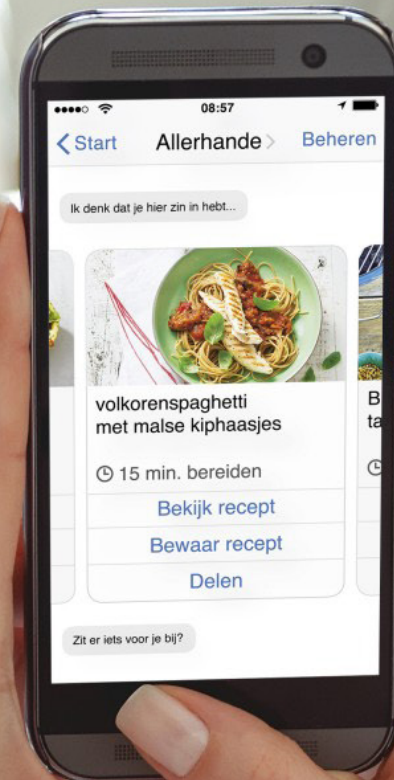 08:57
Start Allerhande Beheren
Ik denk dat je hier zin in hebt...
volkorenspaghetti
met malse kiphaasjes
15 min. bereiden
Bekijk recept
Bewaar recept
Delen
B
ta
Zit er iets voor je bij?